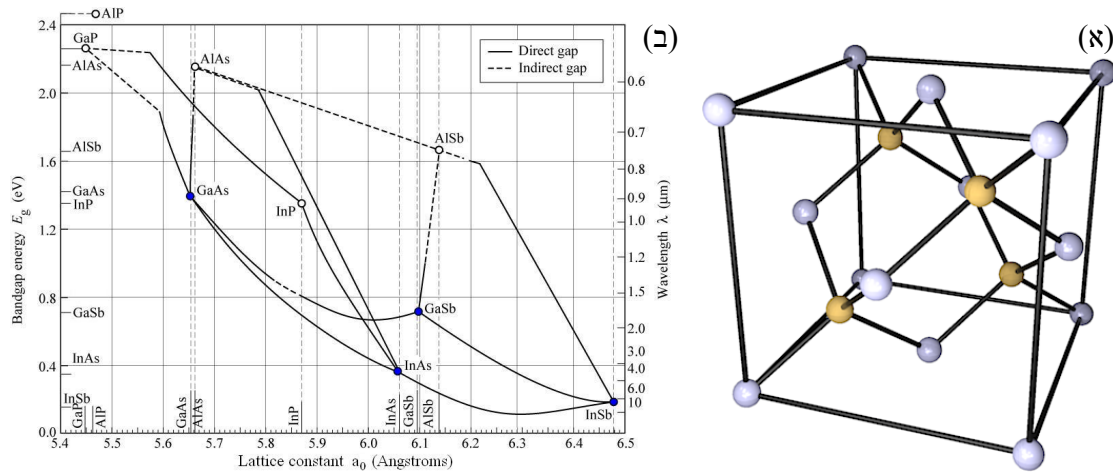 (א)
(ב)
2.4
2.0
1.6
1.2
0.8
0.4
0.0
Bandgap energy E_g (eV)
AlP
GaP
AlAs
AlSb
GaAs
InP
GaSb
InAs
InSb
AlP
GaP
AlAs
Direct gap
Indirect gap
AlSb
GaAs
InP
GaSb
InAs
InSb
0.6
0.7
0.8
0.9
1.0
1.2
1.5
2.0
3.0
4.0
6.0
10
Wavelength λ (μm)
GaP
AlP
GaAs
AlAs
InP
InAs
GaSb
AlSb
5.4 5.5 5.6 5.7 5.8 5.9 6.0 6.1 6.2 6.3 6.4 6.5
Lattice constant a₀ (Angstroms)